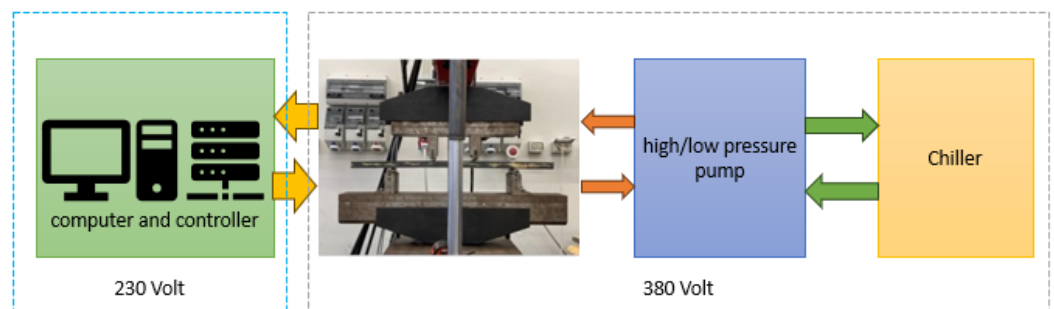 computer and controller
high/low pressure
pump
Chiller
230 Volt
380 Volt